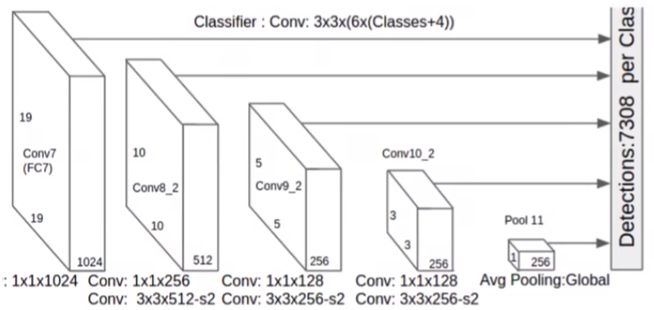 Classifier : Conv: 3x3x(6x(Classes+4))
Detections:7308 per Clas
19
Conv7
(FC7)
19
1024
10
Conv8_2
10
512
5
Conv9_2
5
256
Conv10_2
3
3
256
Pool 11
1
256
: 1x1x1024
Conv: 1x1x256
Conv: 3x3x512-s2
Conv: 1x1x128
Conv: 3x3x256-s2
Conv: 1x1x128
Conv: 3x3x256-s2
Avg Pooling:Global